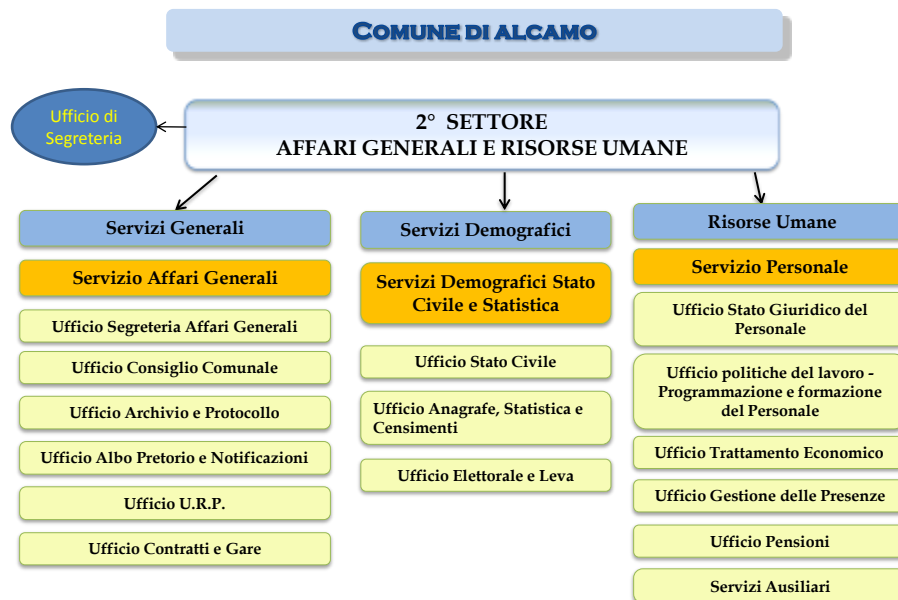 COMUNE DI ALCAMO
Ufficio di
Segreteria
2° SETTORE
AFFARI GENERALI E RISORSE UMANE
Servizi Generali
Servizio Affari Generali
Ufficio Segreteria Affari Generali
Ufficio Consiglio Comunale
Ufficio Archivio e Protocollo
Ufficio Albo Pretorio e Notificazioni
Ufficio U.R.P.
Ufficio Contratti e Gare
Servizi Demografici
Servizi Demografici Stato
Civile e Statistica
Ufficio Stato Civile
Ufficio Anagrafe, Statistica e
Censimenti
Ufficio Elettorale e Leva
Risorse Umane
Servizio Personale
Ufficio Stato Giuridico del
Personale
Ufficio politiche del lavoro -
Programmazione e formazione
del Personale
Ufficio Trattamento Economico
Ufficio Gestione delle Presenze
Ufficio Pensioni
Servizi Ausiliari